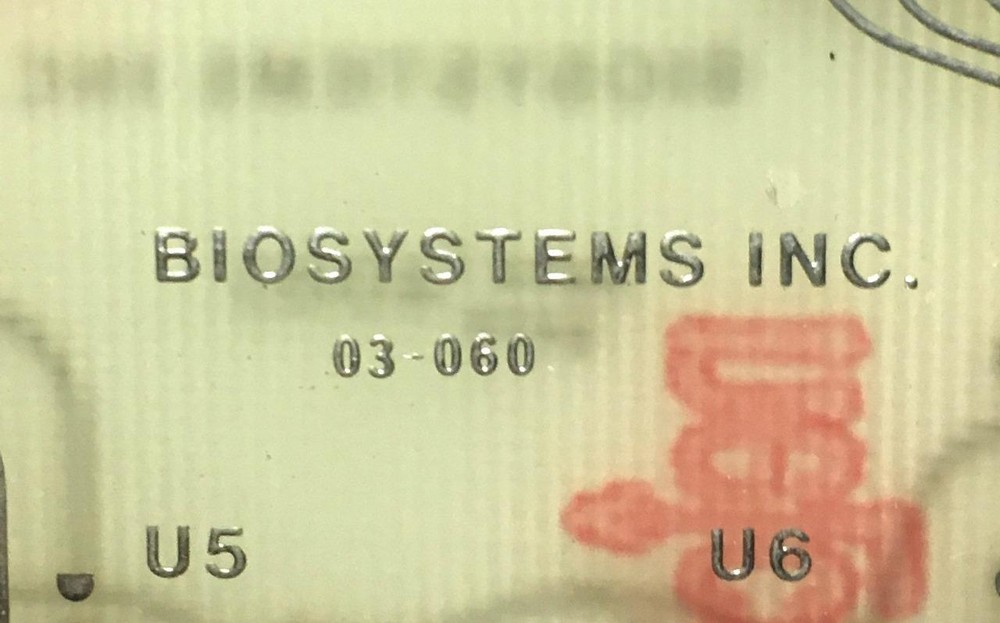 BIOSYSTEMS INC.
03-060
U5 U6